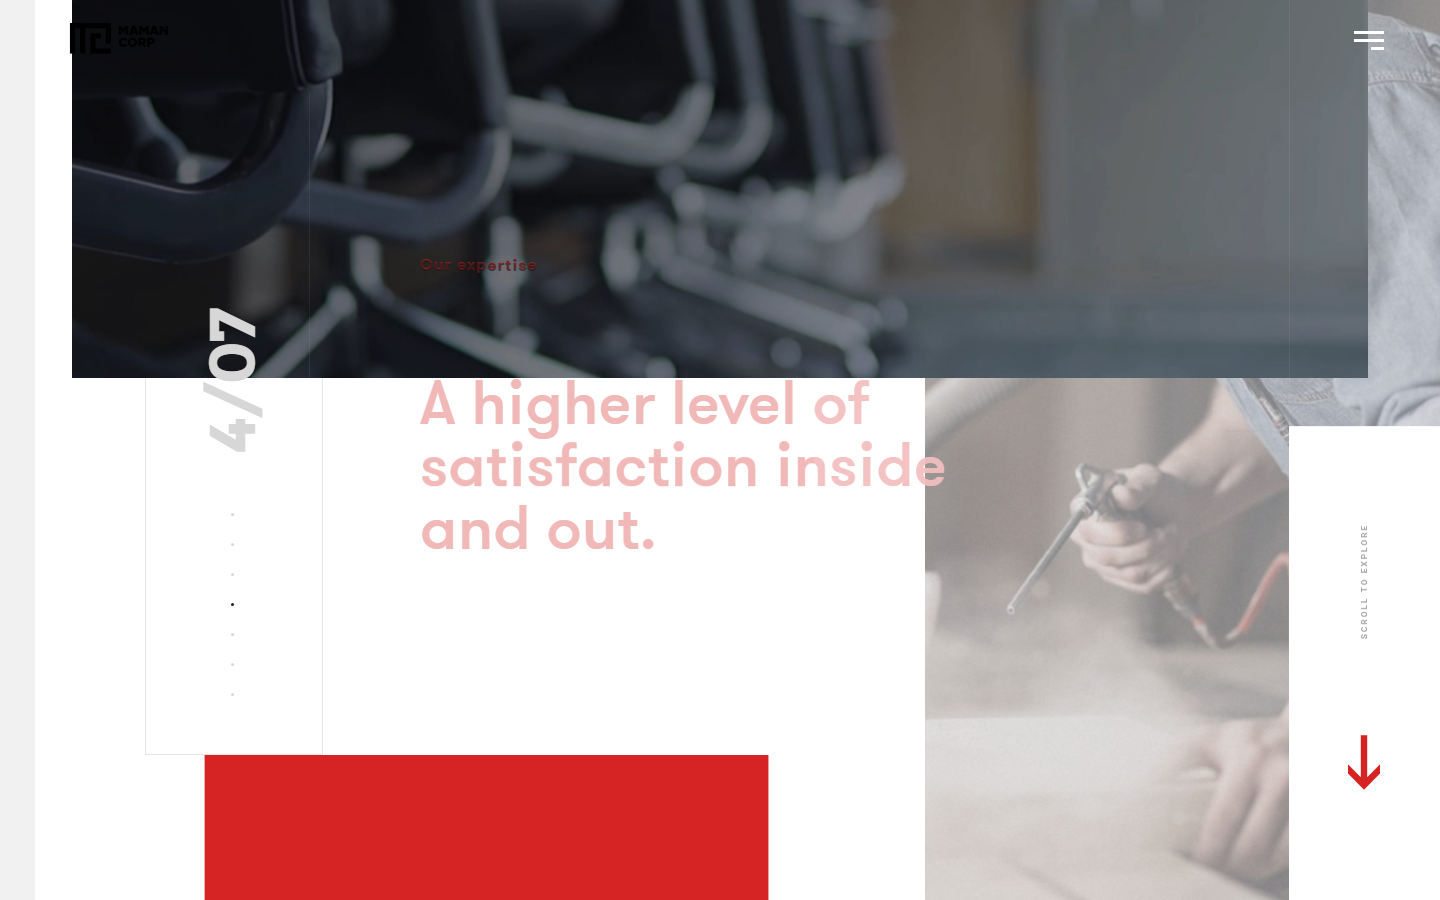 MAMAN
CORP
Our expertise
4/07
A higher level of
satisfaction inside
and out.
SCROLL TO EXPLORE